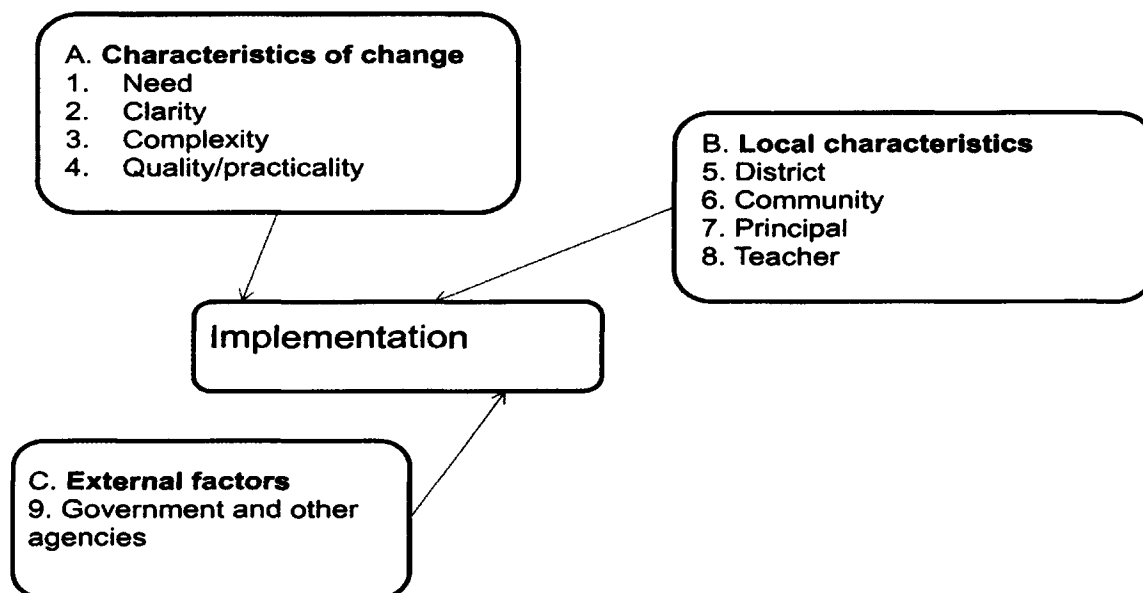 A. Characteristics of change
1. Need
2. Clarity
3. Complexity
4. Quality/practicality
B. Local characteristics
5. District
6. Community
7. Principal
8. Teacher
Implementation
C. External factors
9. Government and other
agencies